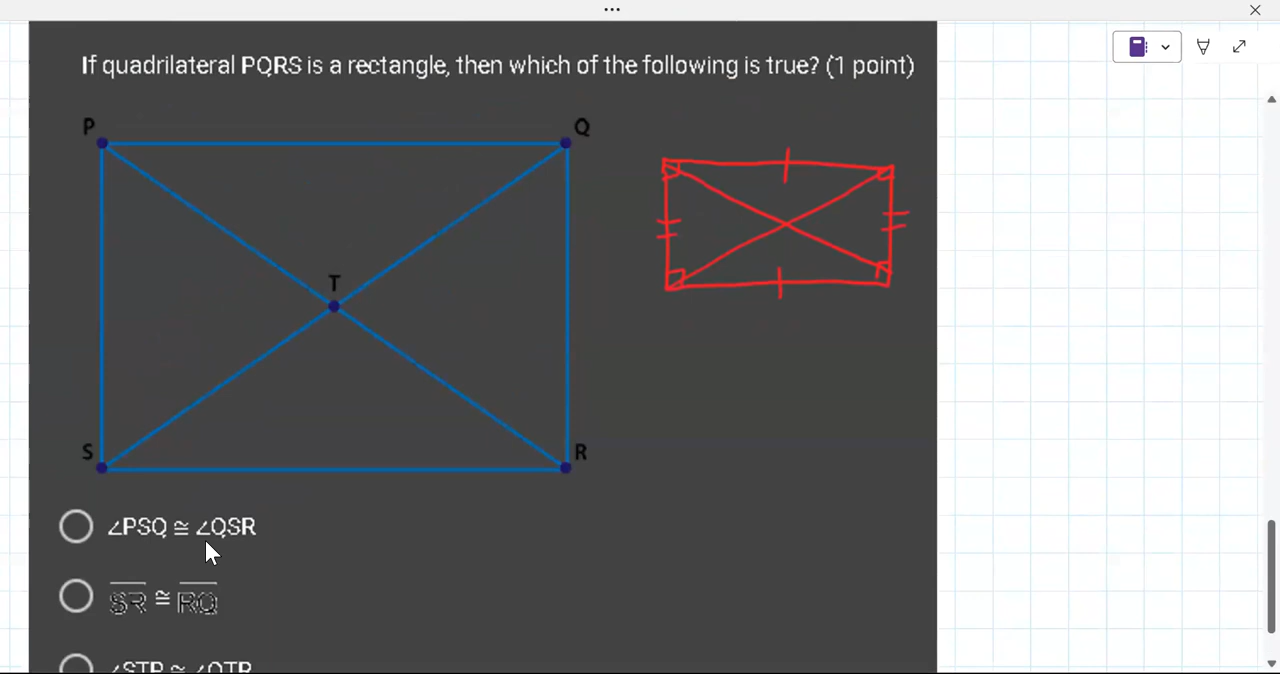 If quadrilateral PQRS is a rectangle, then which of the following is true? (1 point)
P
Q
T
S
R
∠PSQ ≅ ∠QSR
SR ≅ RQ